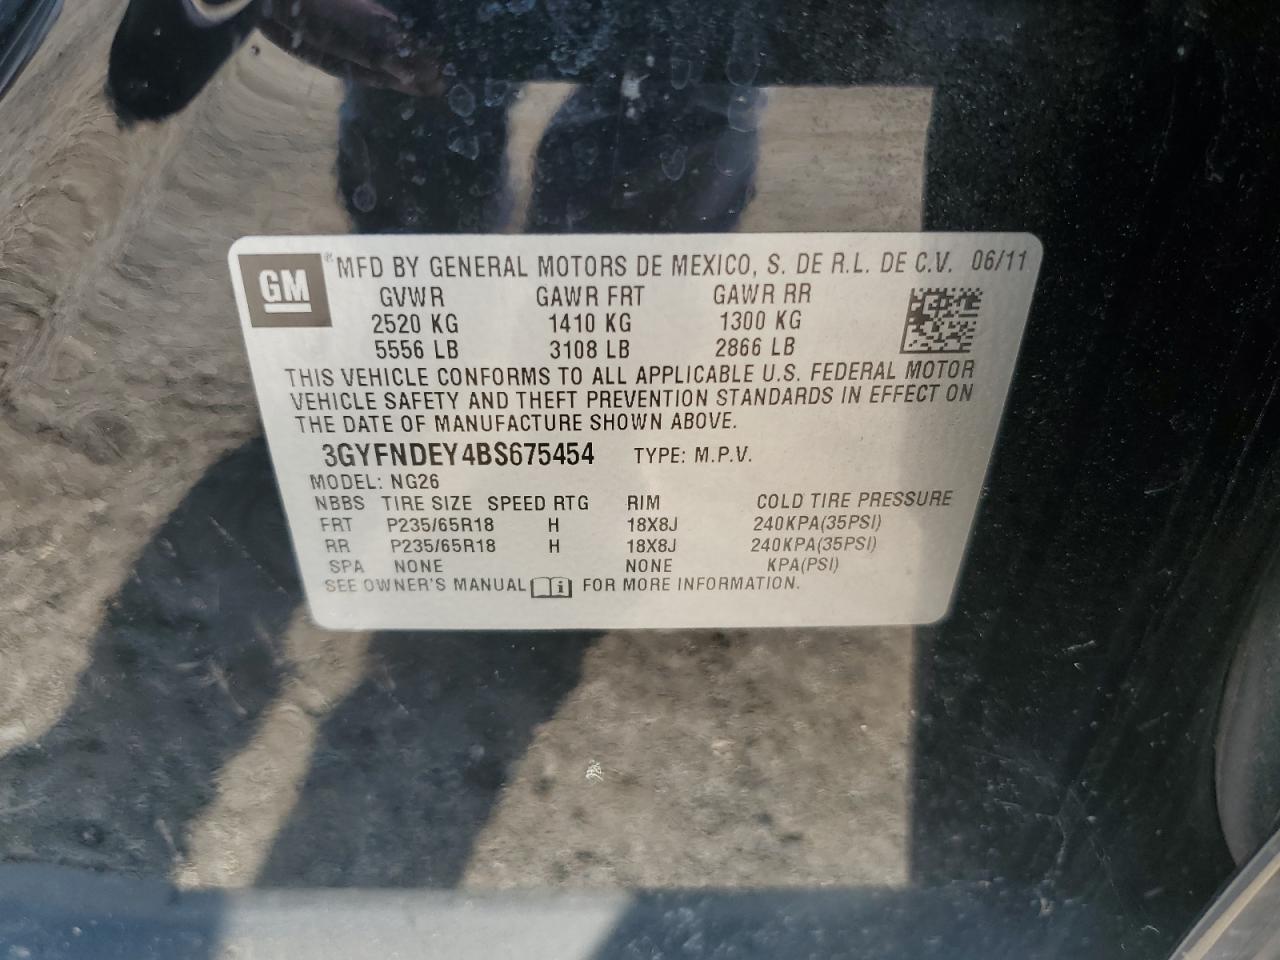 GM ® MFD BY GENERAL MOTORS DE MEXICO, S. DE R.L. DE C.V. 06/11
GVWR GAWR FRT GAWR RR
2520 KG 1410 KG 1300 KG
5556 LB 3108 LB 2866 LB
THIS VEHICLE CONFORMS TO ALL APPLICABLE U.S. FEDERAL MOTOR
VEHICLE SAFETY AND THEFT PREVENTION STANDARDS IN EFFECT ON
THE DATE OF MANUFACTURE SHOWN ABOVE.
3GYFNDEY4BS675454 TYPE: M.P.V.
MODEL: NG26
NBBS TIRE SIZE SPEED RTG RIM COLD TIRE PRESSURE
FRT P235/65R18 H 18X8J 240KPA(35PSI)
RR P235/65R18 H 18X8J 240KPA(35PSI)
SPA NONE NONE KPA(PSI)
SEE OWNER'S MANUAL i FOR MORE INFORMATION.